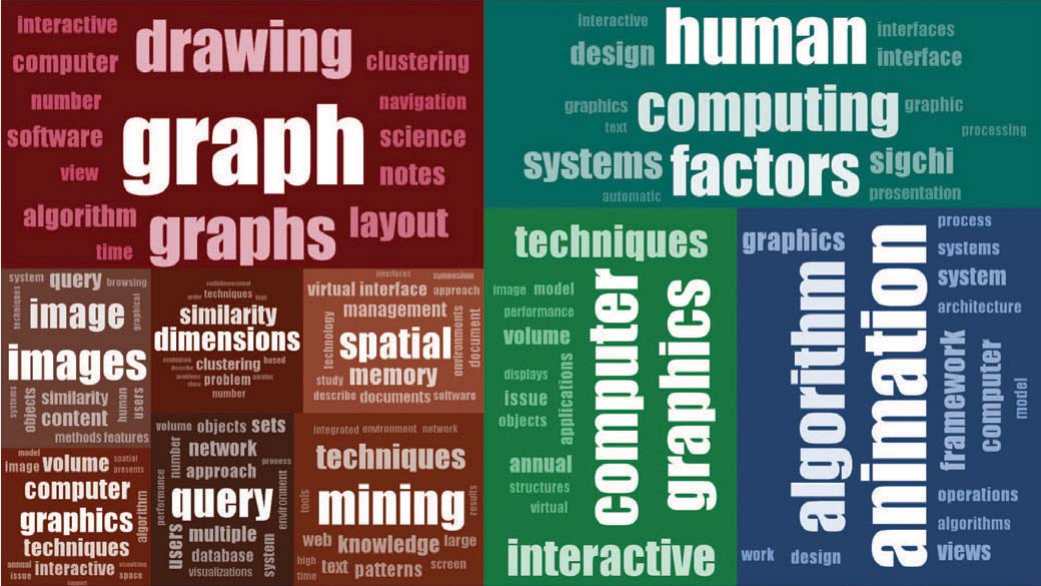 interactive
drawing
computer
clustering
number
navigation
graph
software
science
view
notes
algorithm
graphs
layout
time
interactive
human
interfaces
design
interface
graphics
computing
graphic
text
processing
systems
factors
sigchi
automatic
presentation
system query browsing
techniques
image
graphical
images
systems
objects
similarity
content
human
users
methods features
multidimensional
order techniques high
similarity
dimensions
evaluation clustering based
describe
problem
number
interfaces symposium
virtual interface approach
management
technology
spatial
environments
document
study memory
describe documents software
techniques
image model
performance
volume
displays
issue
objects
applications
computer
graphics
annual
structures
virtual
interactive
graphics
algorithm
animation
process
systems
system
architecture
framework
computer
model
operations
algorithms
views
work design
model
image volume spatial
presents
computer
graphics
algorithm
techniques
annual interactive visualizing
issue space
support
volume objects sets
performance
number
network
approach process
query
environment
users
multiple
database
system
visualizations
integrated environment network
techniques
tools
mining
results
web knowledge large
high text patterns screen
time